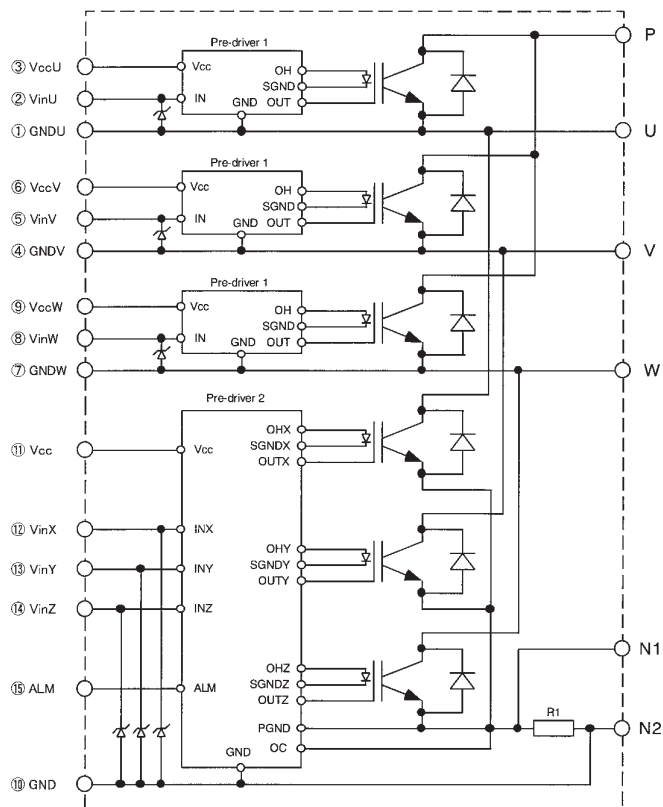 Pre-driver 1
P
③ VccU
Vcc
OH
② VinU
IN
SGND
GND
OUT
① GNDU
U
Pre-driver 1
⑥ VccV
Vcc
OH
⑤ VinV
IN
SGND
GND
OUT
④ GNDV
V
Pre-driver 1
⑨ VccW
Vcc
OH
⑧ VinW
IN
SGND
GND
OUT
⑦ GNDW
W
Pre-driver 2
OHX
⑪ Vcc
Vcc
SGNDX
OUTX
⑫ VinX
INX
OHY
⑬ VinY
INY
SGNDY
OUTY
⑭ VinZ
INZ
N1
OHZ
⑮ ALM
ALM
SGNDZ
OUTZ
R1
PGND
N2
OC
GND
⑩ GND